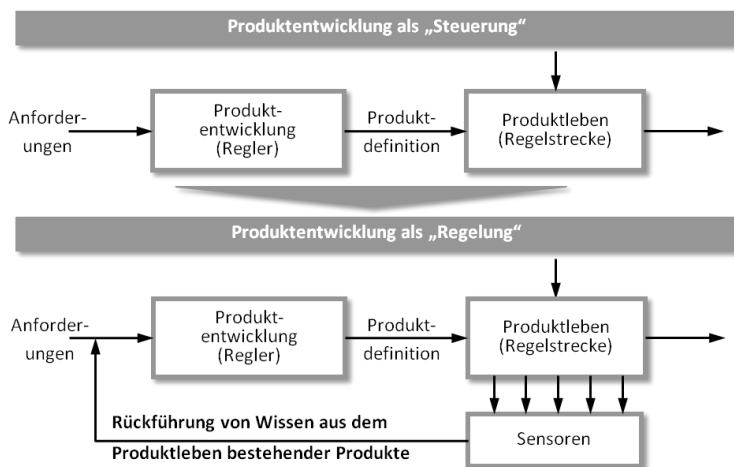 Produktentwicklung als „Steuerung“
Anforder-
ungen
Produkt-
entwicklung
(Regler)
Produkt-
definition
Produktleben
(Regelstrecke)
Produktentwicklung als „Regelung“
Anforder-
ungen
Produkt-
entwicklung
(Regler)
Produkt-
definition
Produktleben
(Regelstrecke)
Rückführung von Wissen aus dem
Produktleben bestehender Produkte
Sensoren